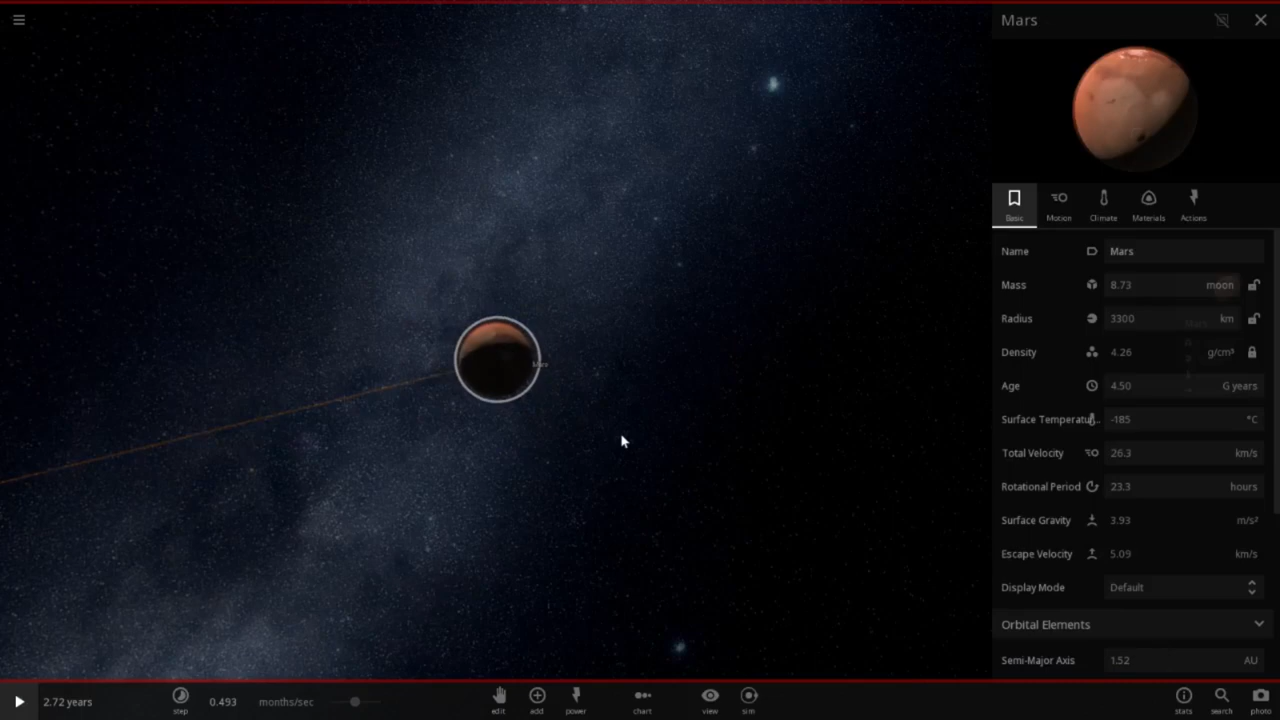 Mars
Basic
Motion
Climate
Materials
Actions
Name Mars
Mass 8.73 moon
Radius 3300 km
Density 4.26 g/cm³
Age 4.50 G years
Surface Temperatu... -185 °C
Total Velocity 26.3 km/s
Rotational Period 23.3 hours
Surface Gravity 3.93 m/s²
Escape Velocity 5.09 km/s
Display Mode Default
Orbital Elements
Semi-Major Axis 1.52 AU
Mars
2.72 years
step
0.493 months/sec
edit
add
power
chart
view
sim
stats
search
photo